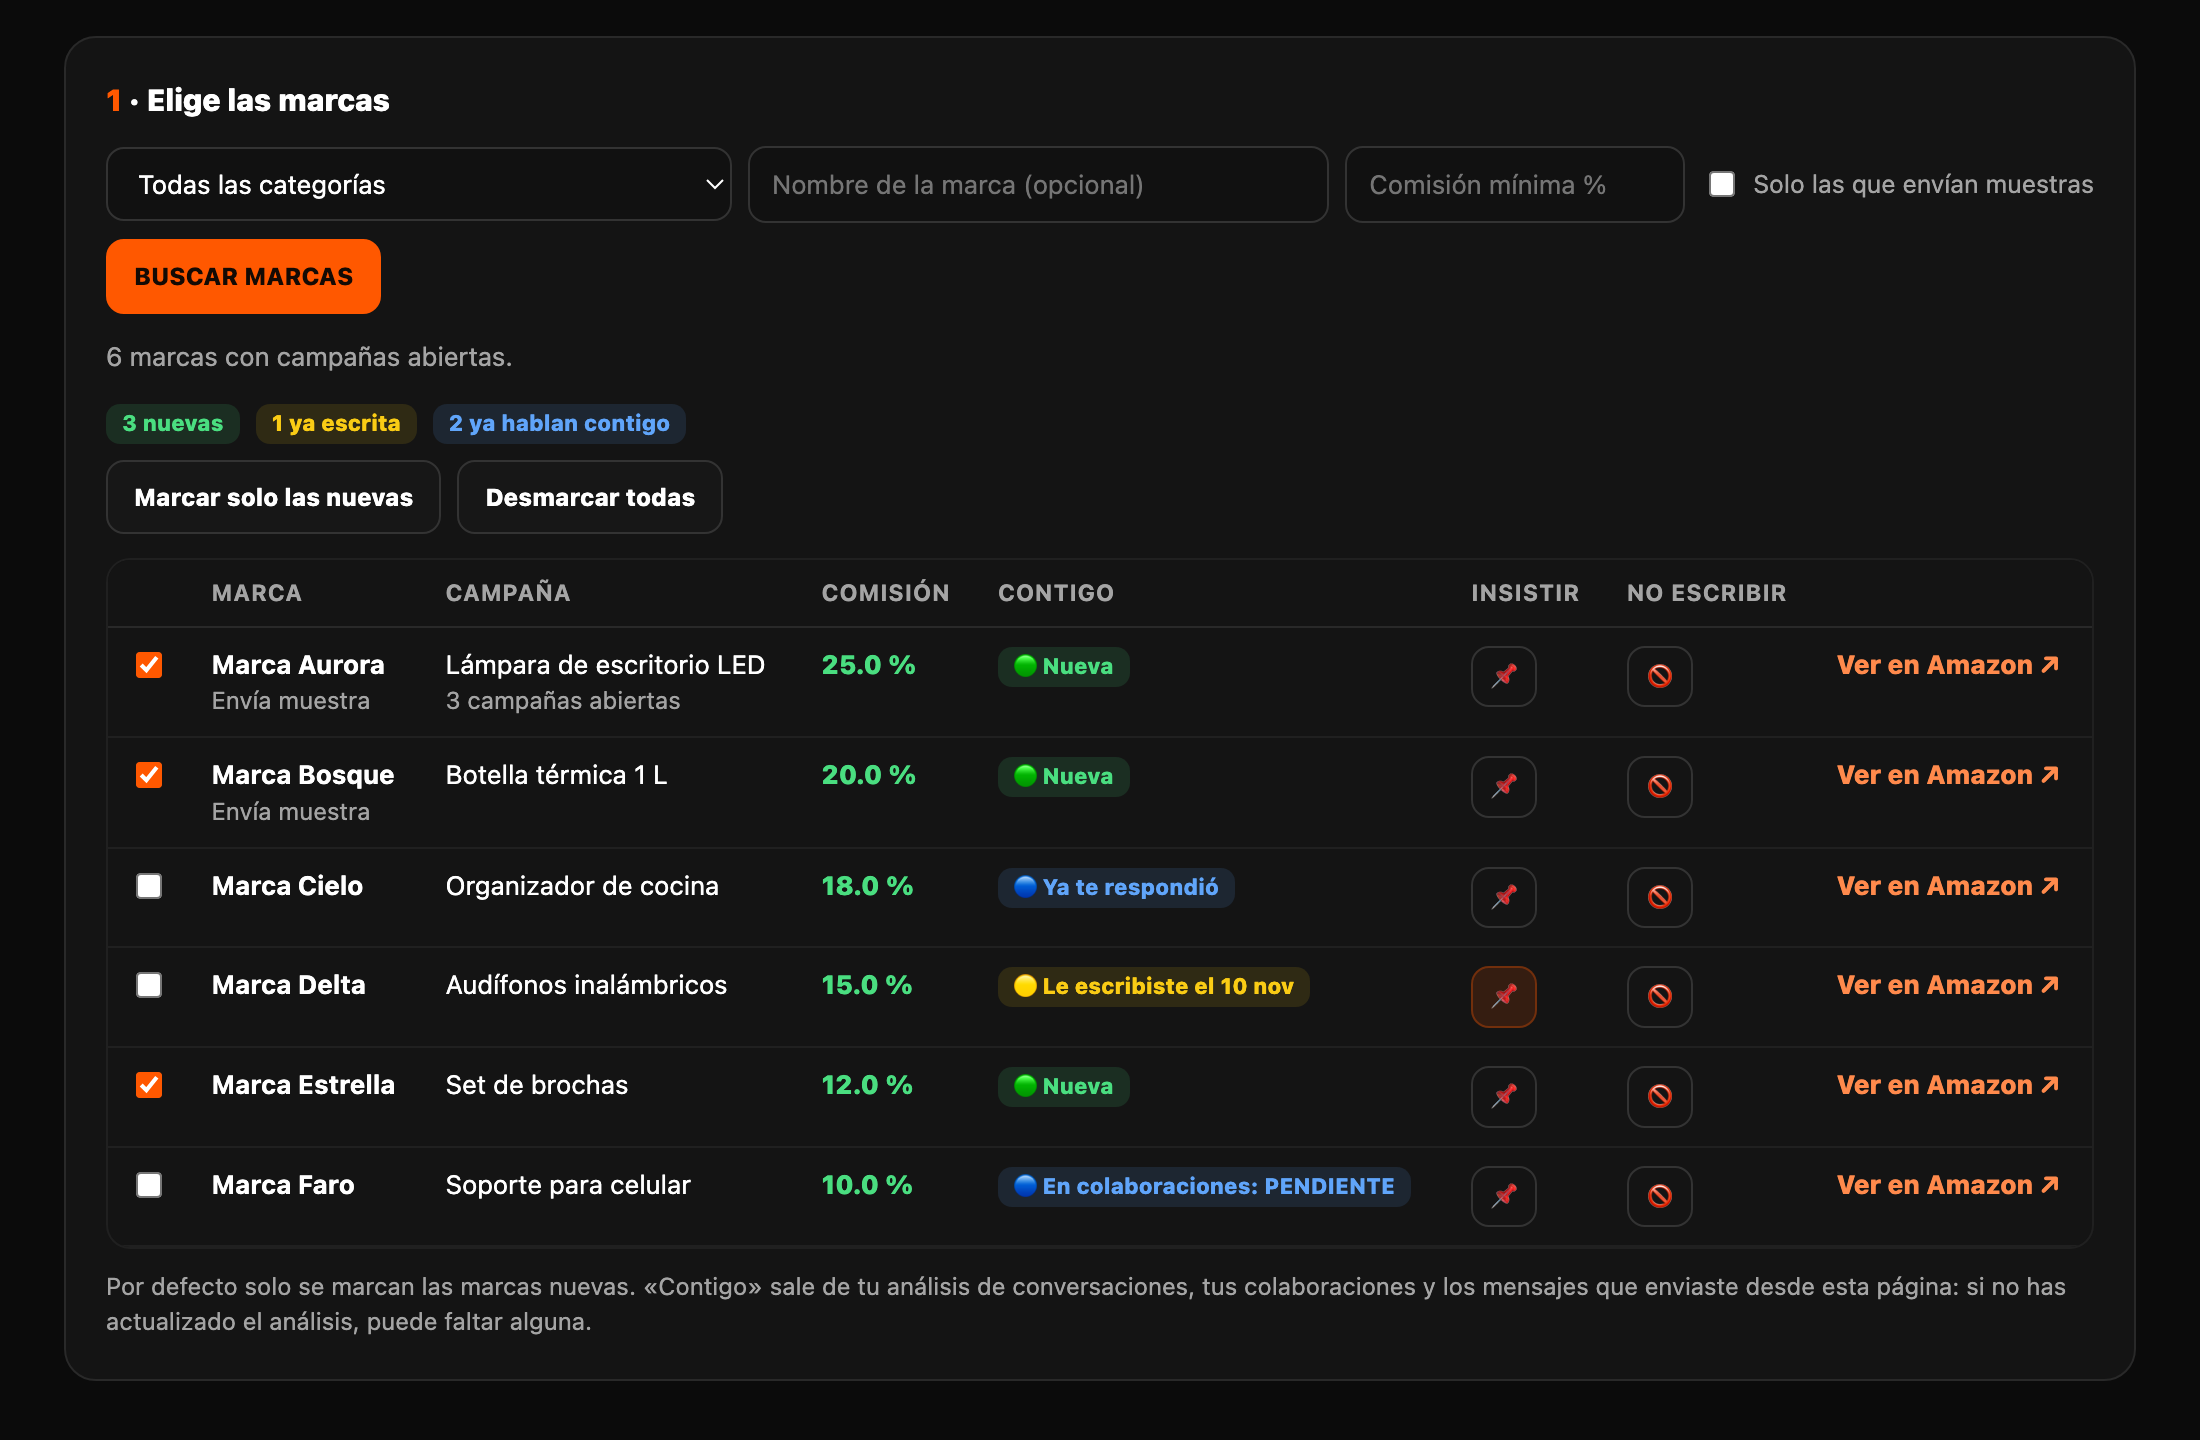 1 · Elige las marcas
Todas las categorías
Nombre de la marca (opcional)
Comisión mínima %
Solo las que envían muestras
BUSCAR MARCAS
6 marcas con campañas abiertas.
3 nuevas
1 ya escrita
2 ya hablan contigo
Marcar solo las nuevas
Desmarcar todas
MARCA CAMPAÑA COMISIÓN CONTIGO INSISTIR NO ESCRIBIR
Marca Aurora Lámpara de escritorio LED 25.0 % Nueva Ver en Amazon ↗
Envía muestra 3 campañas abiertas
Marca Bosque Botella térmica 1 L 20.0 % Nueva Ver en Amazon ↗
Envía muestra
Marca Cielo Organizador de cocina 18.0 % Ya te respondió Ver en Amazon ↗
Marca Delta Audífonos inalámbricos 15.0 % Le escribiste el 10 nov Ver en Amazon ↗
Marca Estrella Set de brochas 12.0 % Nueva Ver en Amazon ↗
Marca Faro Soporte para celular 10.0 % En colaboraciones: PENDIENTE Ver en Amazon ↗
Por defecto solo se marcan las marcas nuevas. «Contigo» sale de tu análisis de conversaciones, tus colaboraciones y los mensajes que enviaste desde esta página: si no has
actualizado el análisis, puede faltar alguna.